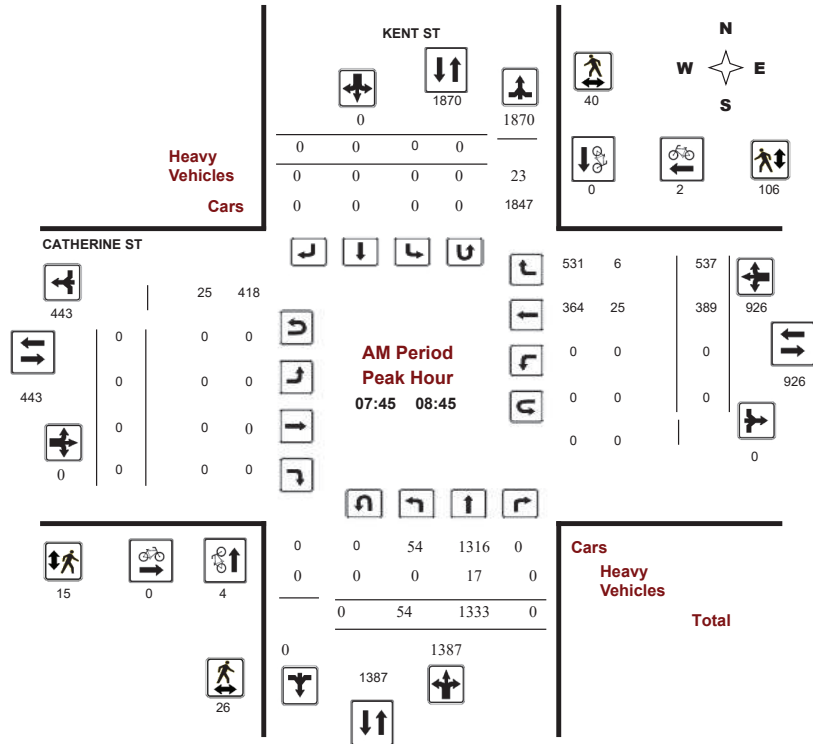 KENT ST
N
W E
S
1870
40
0 1870
0 0 0 0
Heavy
Vehicles
0 0 0 0 23
Cars
0 0 0 0 1847
0 2 106
CATHERINE ST
443
25 418
0 0 0
443
0 0 0
0 0 0
0
0 0 0
AM Period
Peak Hour
07:45 08:45
531 6 537
926
364 25 389
0 0 0
926
0 0 0
0 0
0
0 0 54 1316 0
0 0 0 17 0
0 54 1333 0
0 1387
1387
Cars
Heavy
Vehicles
Total
15 0 4
26